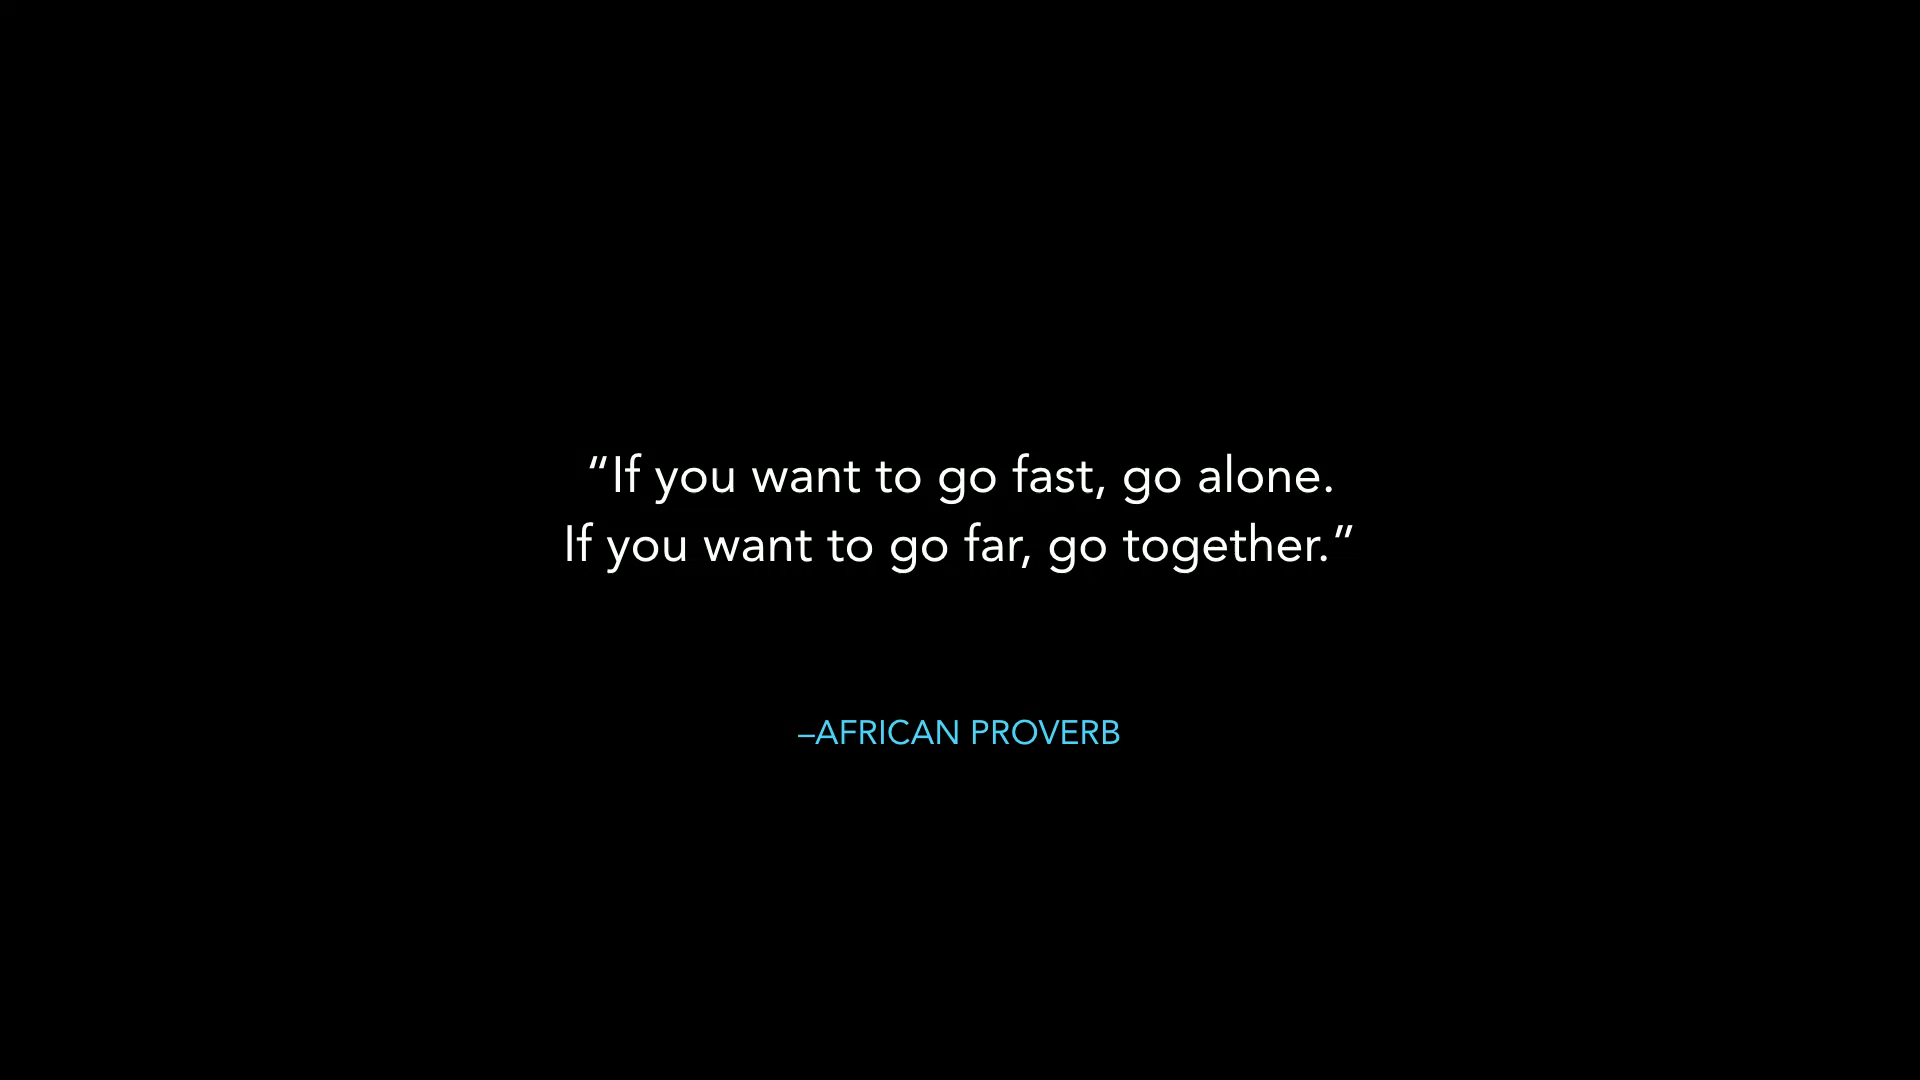 “If you want to go fast, go alone.
If you want to go far, go together.”
–AFRICAN PROVERB